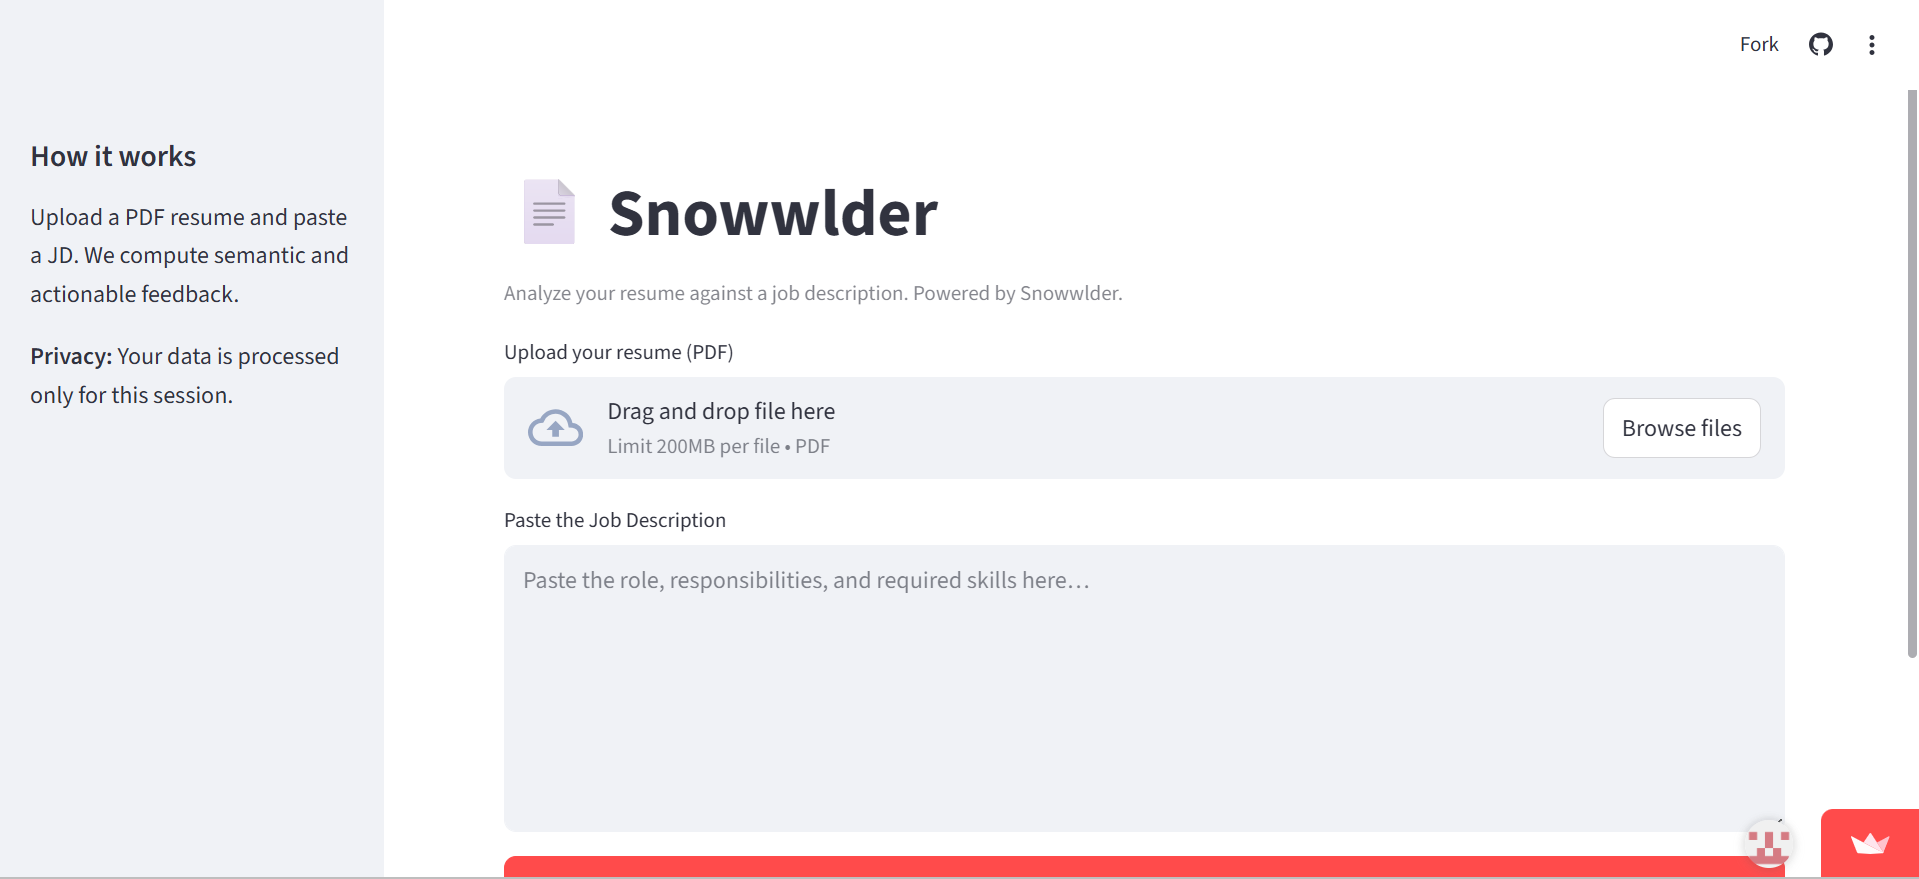 Fork
How it works
Upload a PDF resume and paste
a JD. We compute semantic and
actionable feedback.
Privacy: Your data is processed
only for this session.
Snowwlder
Analyze your resume against a job description. Powered by Snowwlder.
Upload your resume (PDF)
Drag and drop file here
Limit 200MB per file • PDF
Browse files
Paste the Job Description
Paste the role, responsibilities, and required skills here…